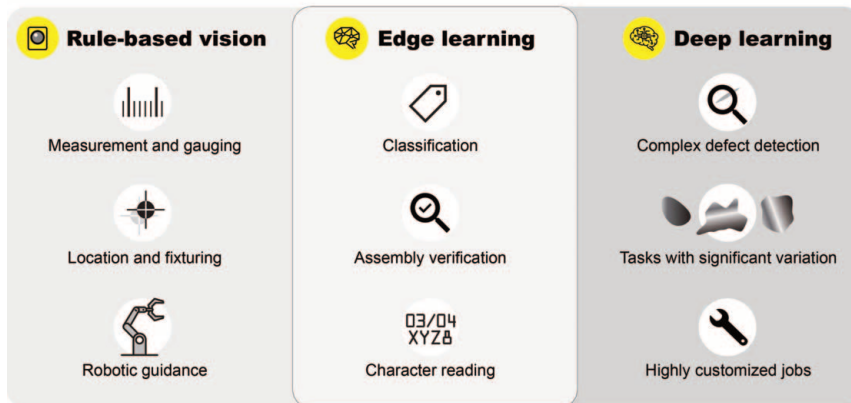 Rule-based vision
Measurement and gauging
Location and fixturing
Robotic guidance
Edge learning
Classification
Assembly verification
03/04
XYZ8
Character reading
Deep learning
Complex defect detection
Tasks with significant variation
Highly customized jobs